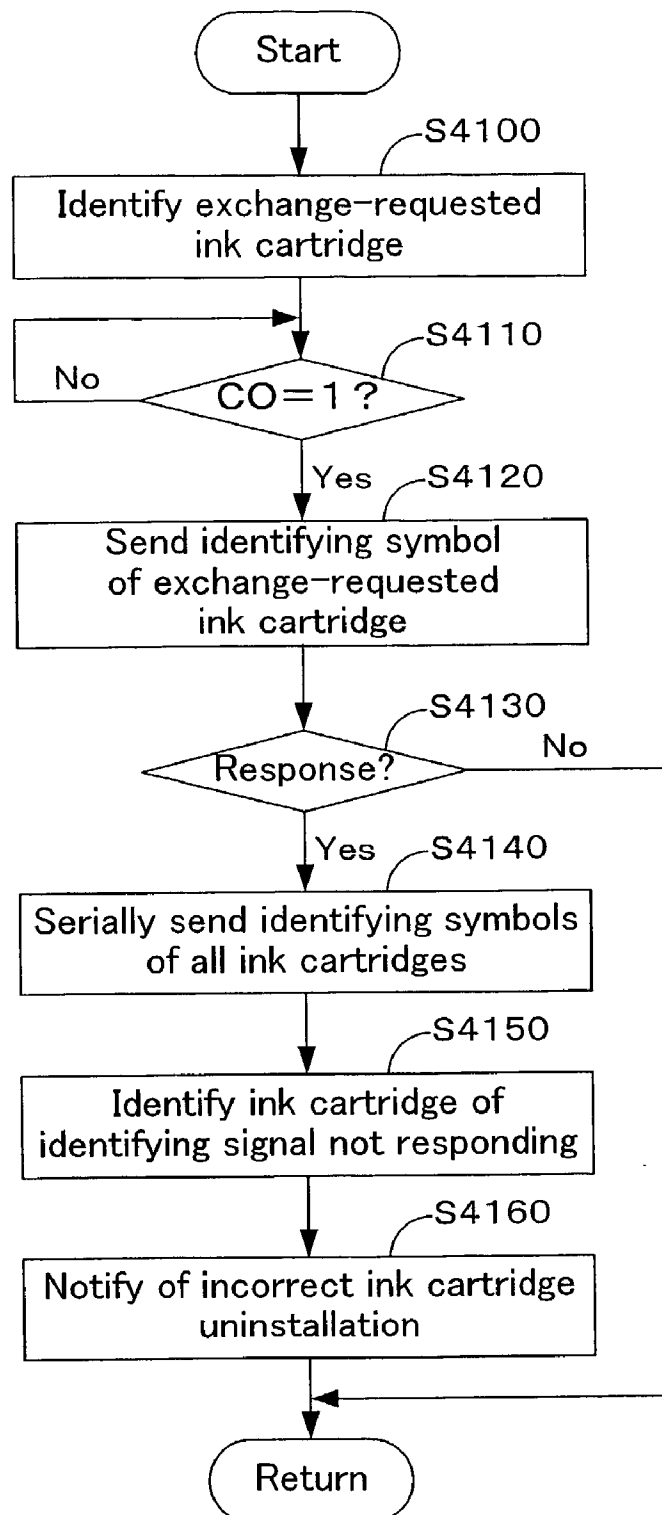 Start
S4100
Identify exchange-requested
ink cartridge
S4110
No
CO=1?
Yes
S4120
Send identifying symbol
of exchange-requested
ink cartridge
S4130
Response?
No
Yes
S4140
Serially send identifying symbols
of all ink cartridges
S4150
Identify ink cartridge of
identifying signal not responding
S4160
Notify of incorrect ink cartridge
uninstallation
Return